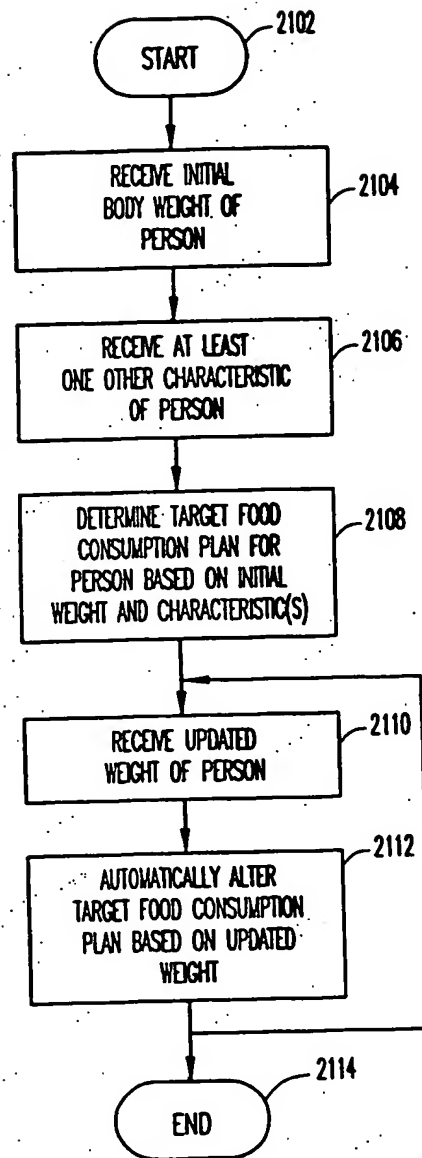 START
2102
RECEIVE INITIAL
BODY WEIGHT OF
PERSON
2104
RECEIVE AT LEAST
ONE OTHER CHARACTERISTIC
OF PERSON
2106
DETERMINE TARGET FOOD
CONSUMPTION PLAN FOR
PERSON BASED ON INITIAL
WEIGHT AND CHARACTERISTIC(S)
2108
RECEIVE UPDATED
WEIGHT OF PERSON
2110
AUTOMATICALLY ALTER
TARGET FOOD CONSUMPTION
PLAN BASED ON UPDATED
WEIGHT
2112
END
2114